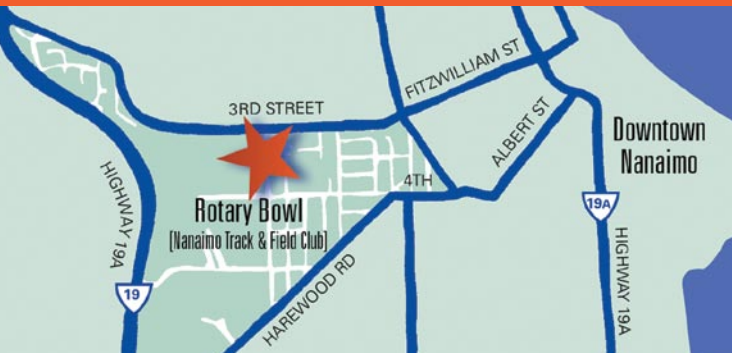 FITZWILLIAM ST
3RD STREET
ALBERT ST
Downtown
Nanaimo
HIGHWAY 19A
4TH
Rotary Bowl
[Nanaimo Track & Field Club]
19A
HIGHWAY 19A
19
HAREWOOD RD